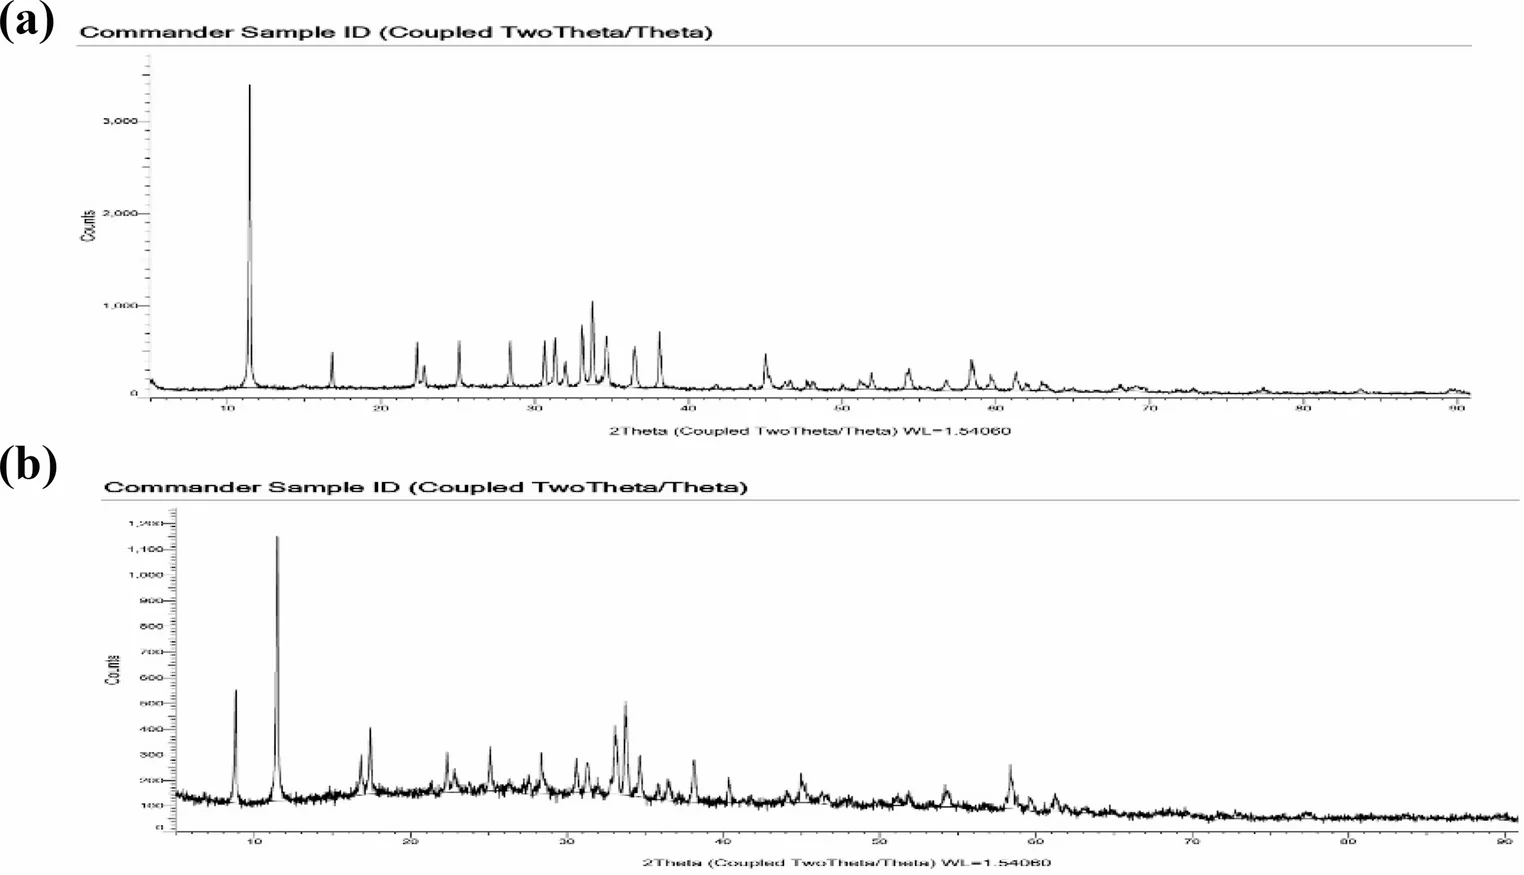 (a)
Commander Sample ID (Coupled TwoTheta/Theta)
3,000
2,000
1,000
0
Counts
10 20 30 40 50 60 70 80 90
2Theta (Coupled TwoTheta/Theta) WL=1.54060
(b)
Commander Sample ID (Coupled TwoTheta/Theta)
1,200
1,100
1,000
900
800
700
600
500
400
300
200
100
0
Counts
10 20 30 40 50 60 70 80 90
2Theta (Coupled TwoTheta/Theta) WL=1.54060